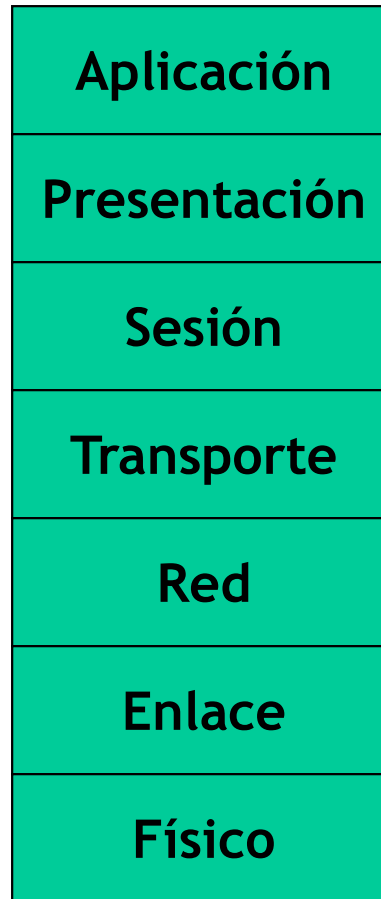 Aplicación
Presentación
Sesión
Transporte
Red
Enlace
Físico